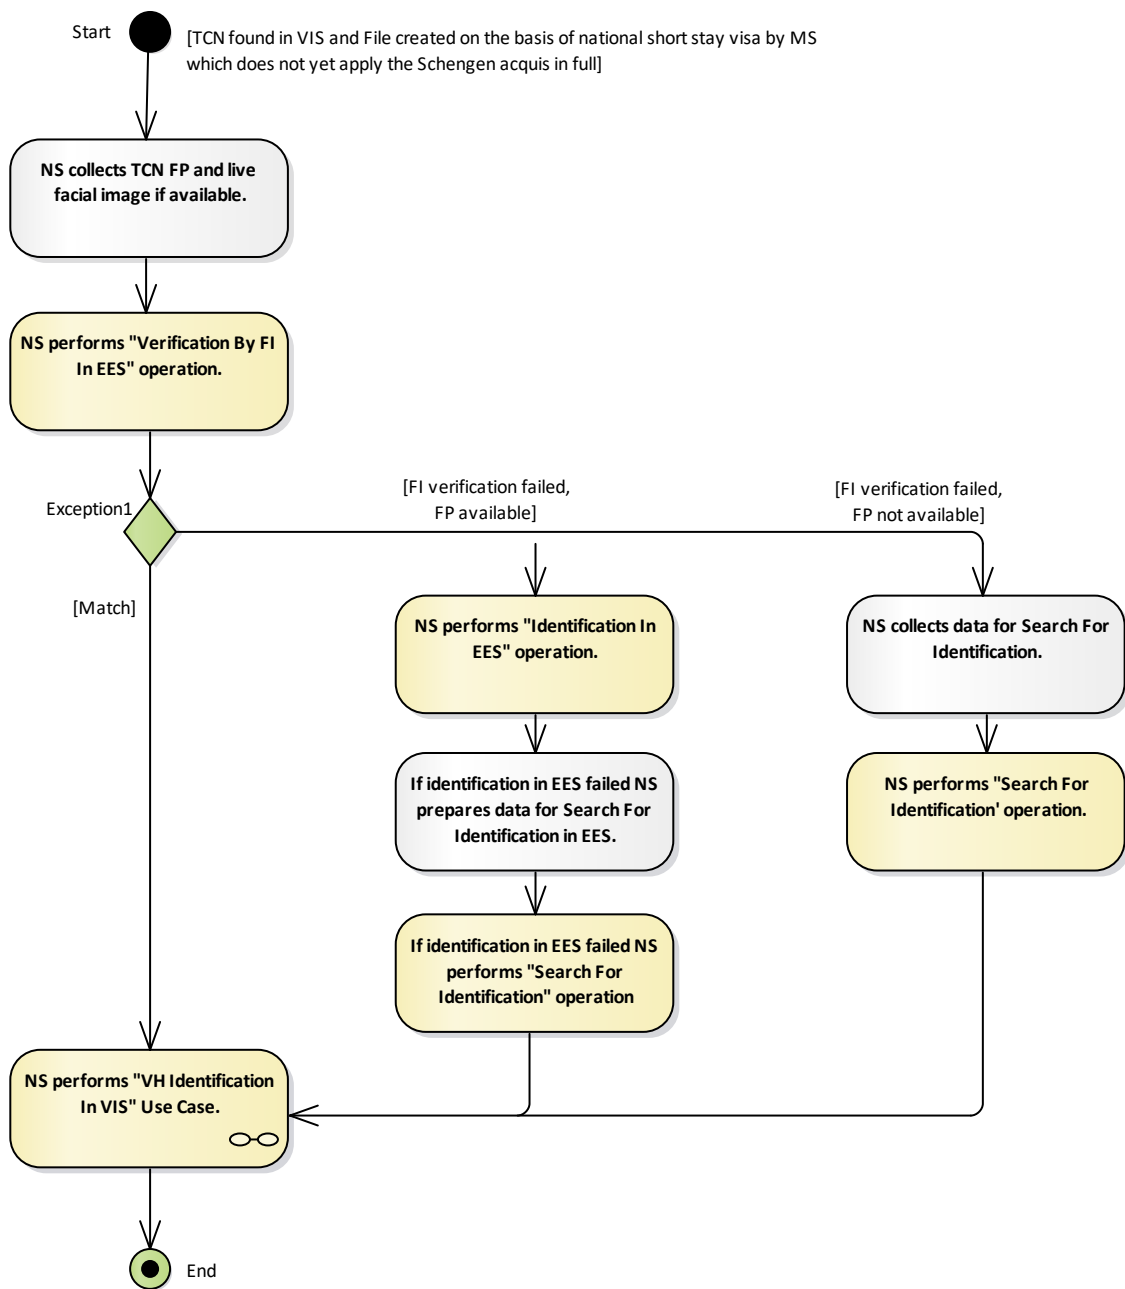 Start
[TCN found in VIS and File created on the basis of national short stay visa by MS
which does not yet apply the Schengen acquis in full]
NS collects TCN FP and live
facial image if available.
NS performs "Verification By FI
In EES" operation.
Exception1
[FI verification failed,
FP available]
[FI verification failed,
FP not available]
[Match]
NS performs "Identification In
EES" operation.
NS collects data for Search For
Identification.
If identification in EES failed NS
prepares data for Search For
Identification in EES.
NS performs "Search For
Identification' operation.
If identification in EES failed NS
performs "Search For
Identification" operation
NS performs "VH Identification
In VIS" Use Case.
End